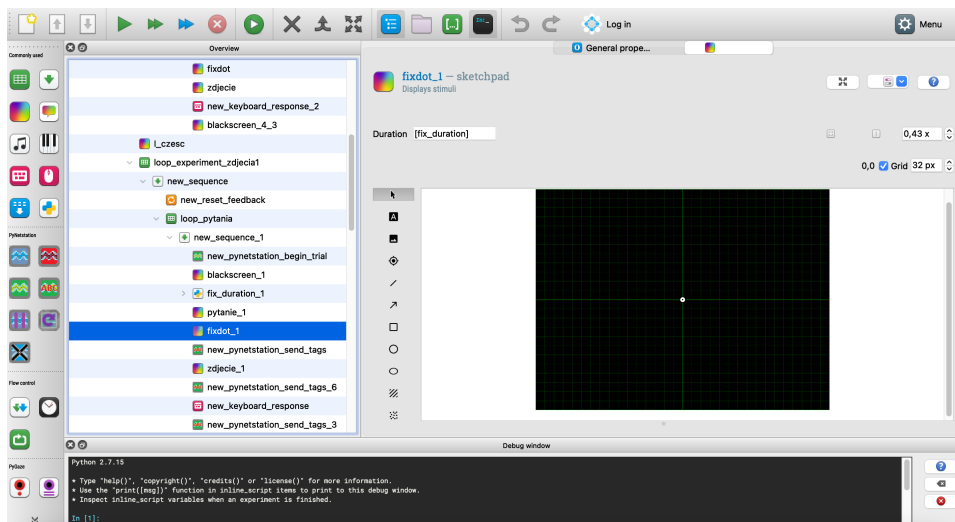 Int_
Log in
Menu
Commonly used
Overview
General prope...
fixdot
zdjecie
new_keyboard_response_2
blackscreen_4_3
I_czesc
loop_experiment_zdjecia1
new_sequence
new_reset_feedback
loop_pytania
new_sequence_1
new_pynetstation_begin_trial
blackscreen_1
fix_duration_1
pytanie_1
fixdot_1
new_pynetstation_send_tags
zdjecie_1
new_pynetstation_send_tags_6
new_keyboard_response
new_pynetstation_send_tags_3
PyNetstation
Flow control
PyGaze
fixdot_1 — sketchpad
Displays stimuli
Duration [fix_duration]
0,43 x
0,0 Grid 32 px
A
Debug window
Python 2.7.15
* Type "help()", "copyright()", "credits()" or "license()" for more information.
* Use the "print([msg])" function in inline_script items to print to this debug window.
* Inspect inline_script variables when an experiment is finished.
In [1]: